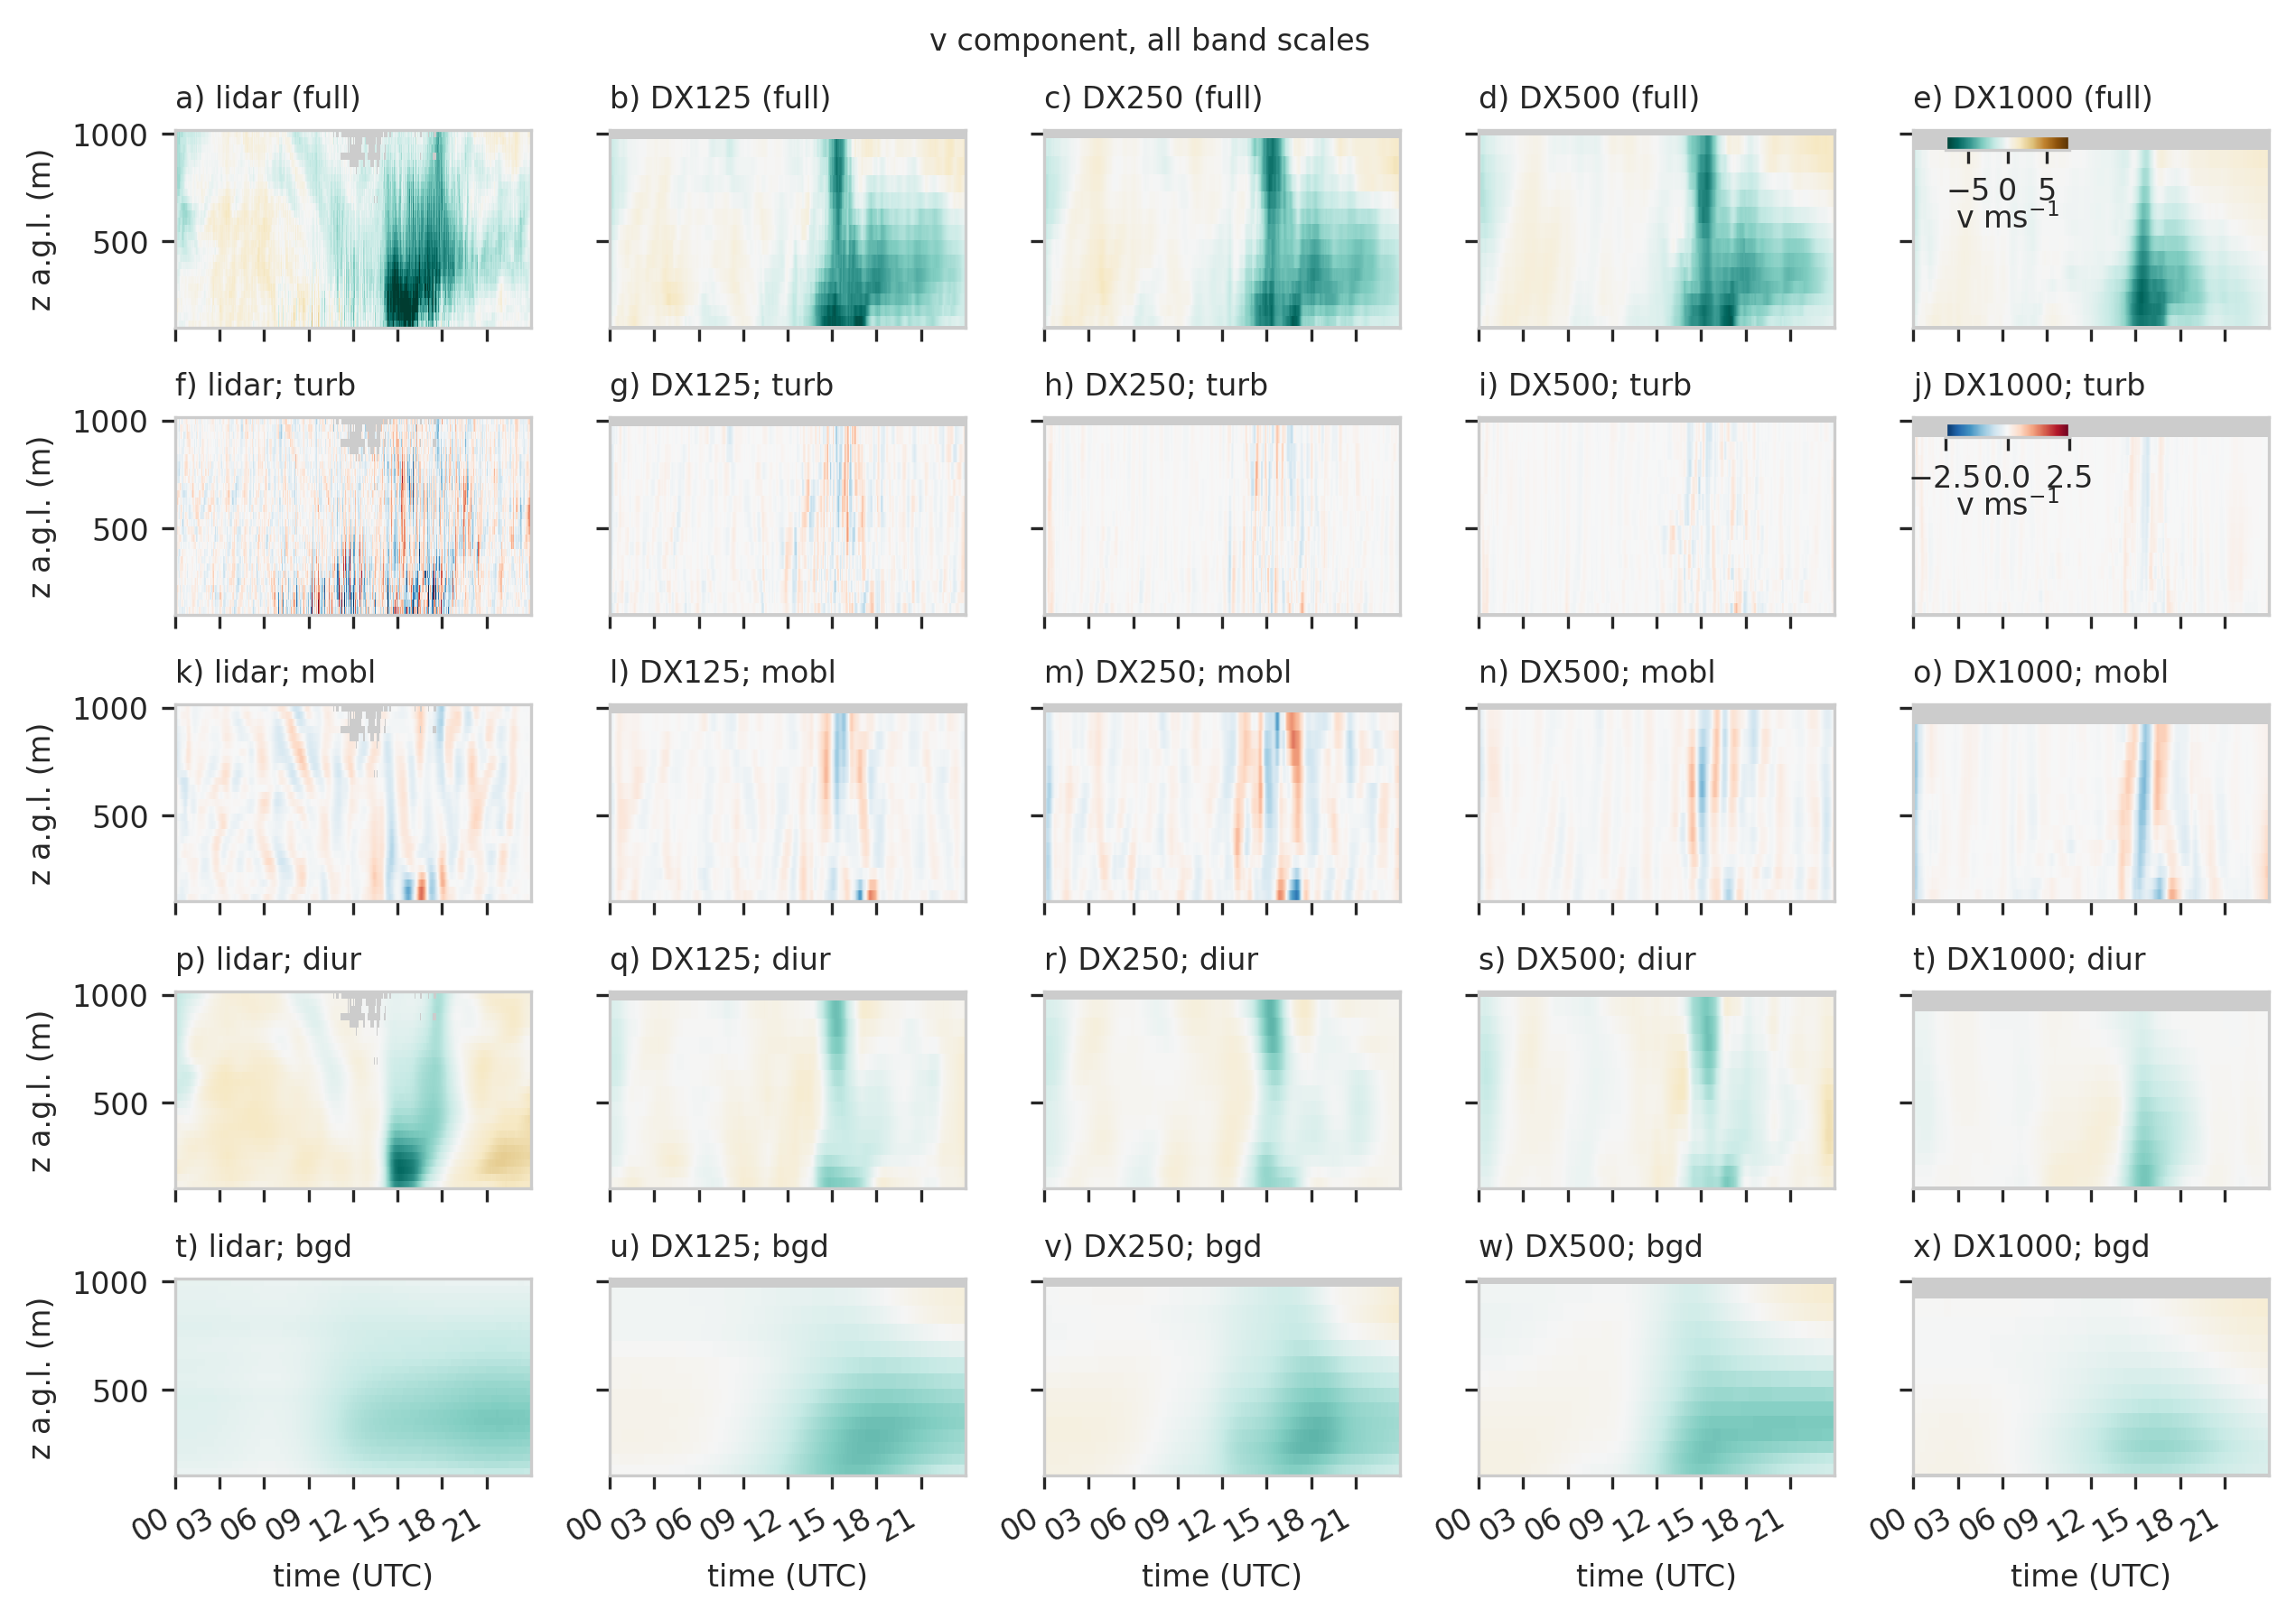 v component, all band scales
a) lidar (full)
b) DX125 (full)
c) DX250 (full)
d) DX500 (full)
e) DX1000 (full)
z a.g.l. (m)
1000
500
−5 0 5
v ms⁻¹
f) lidar; turb
g) DX125; turb
h) DX250; turb
i) DX500; turb
j) DX1000; turb
z a.g.l. (m)
1000
500
−2.5 0.0 2.5
v ms⁻¹
k) lidar; mobl
l) DX125; mobl
m) DX250; mobl
n) DX500; mobl
o) DX1000; mobl
z a.g.l. (m)
1000
500
p) lidar; diur
q) DX125; diur
r) DX250; diur
s) DX500; diur
t) DX1000; diur
z a.g.l. (m)
1000
500
t) lidar; bgd
u) DX125; bgd
v) DX250; bgd
w) DX500; bgd
x) DX1000; bgd
z a.g.l. (m)
1000
500
00 03 06 09 12 15 18 21
00 03 06 09 12 15 18 21
00 03 06 09 12 15 18 21
00 03 06 09 12 15 18 21
00 03 06 09 12 15 18 21
time (UTC)
time (UTC)
time (UTC)
time (UTC)
time (UTC)